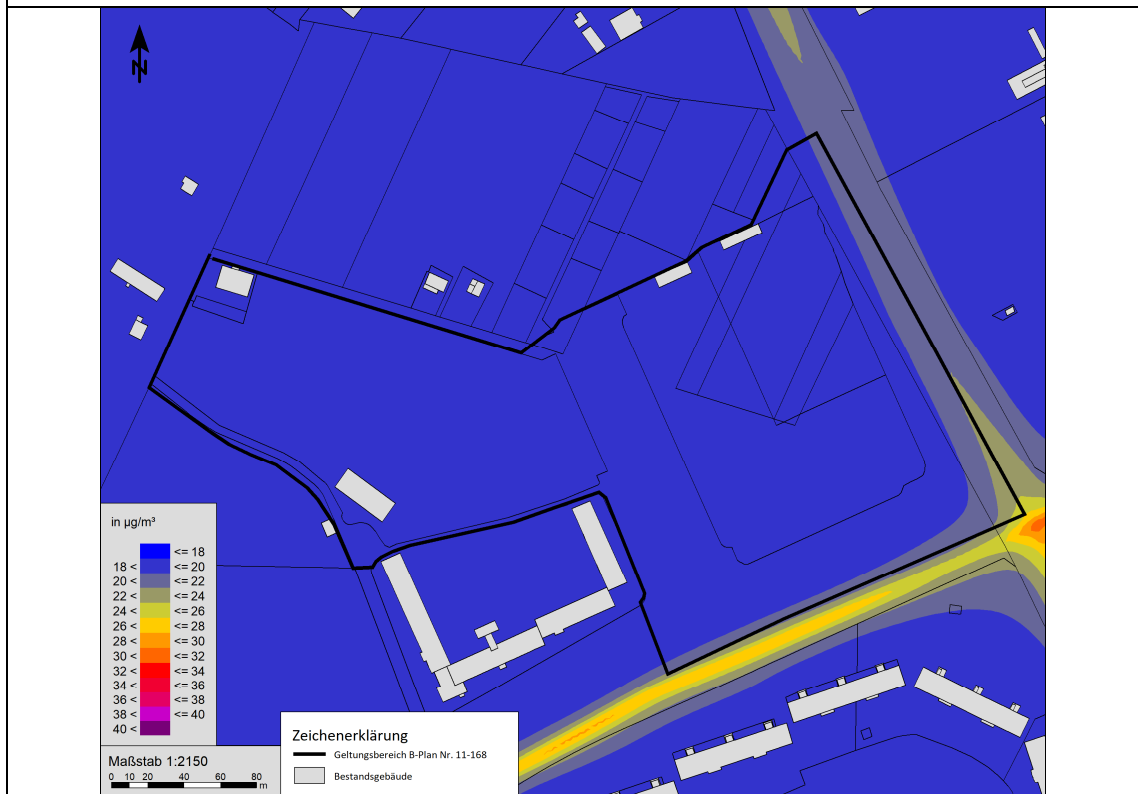 N
in µg/m³
<= 18
18 < <= 20
20 < <= 22
22 < <= 24
24 < <= 26
26 < <= 28
28 < <= 30
30 < <= 32
32 < <= 34
34 < <= 36
36 < <= 38
38 < <= 40
40 <
Maßstab 1:2150
0 10 20 40 60 80
m
Zeichenerklärung
Geltungsbereich B-Plan Nr. 11-168
Bestandsgebäude